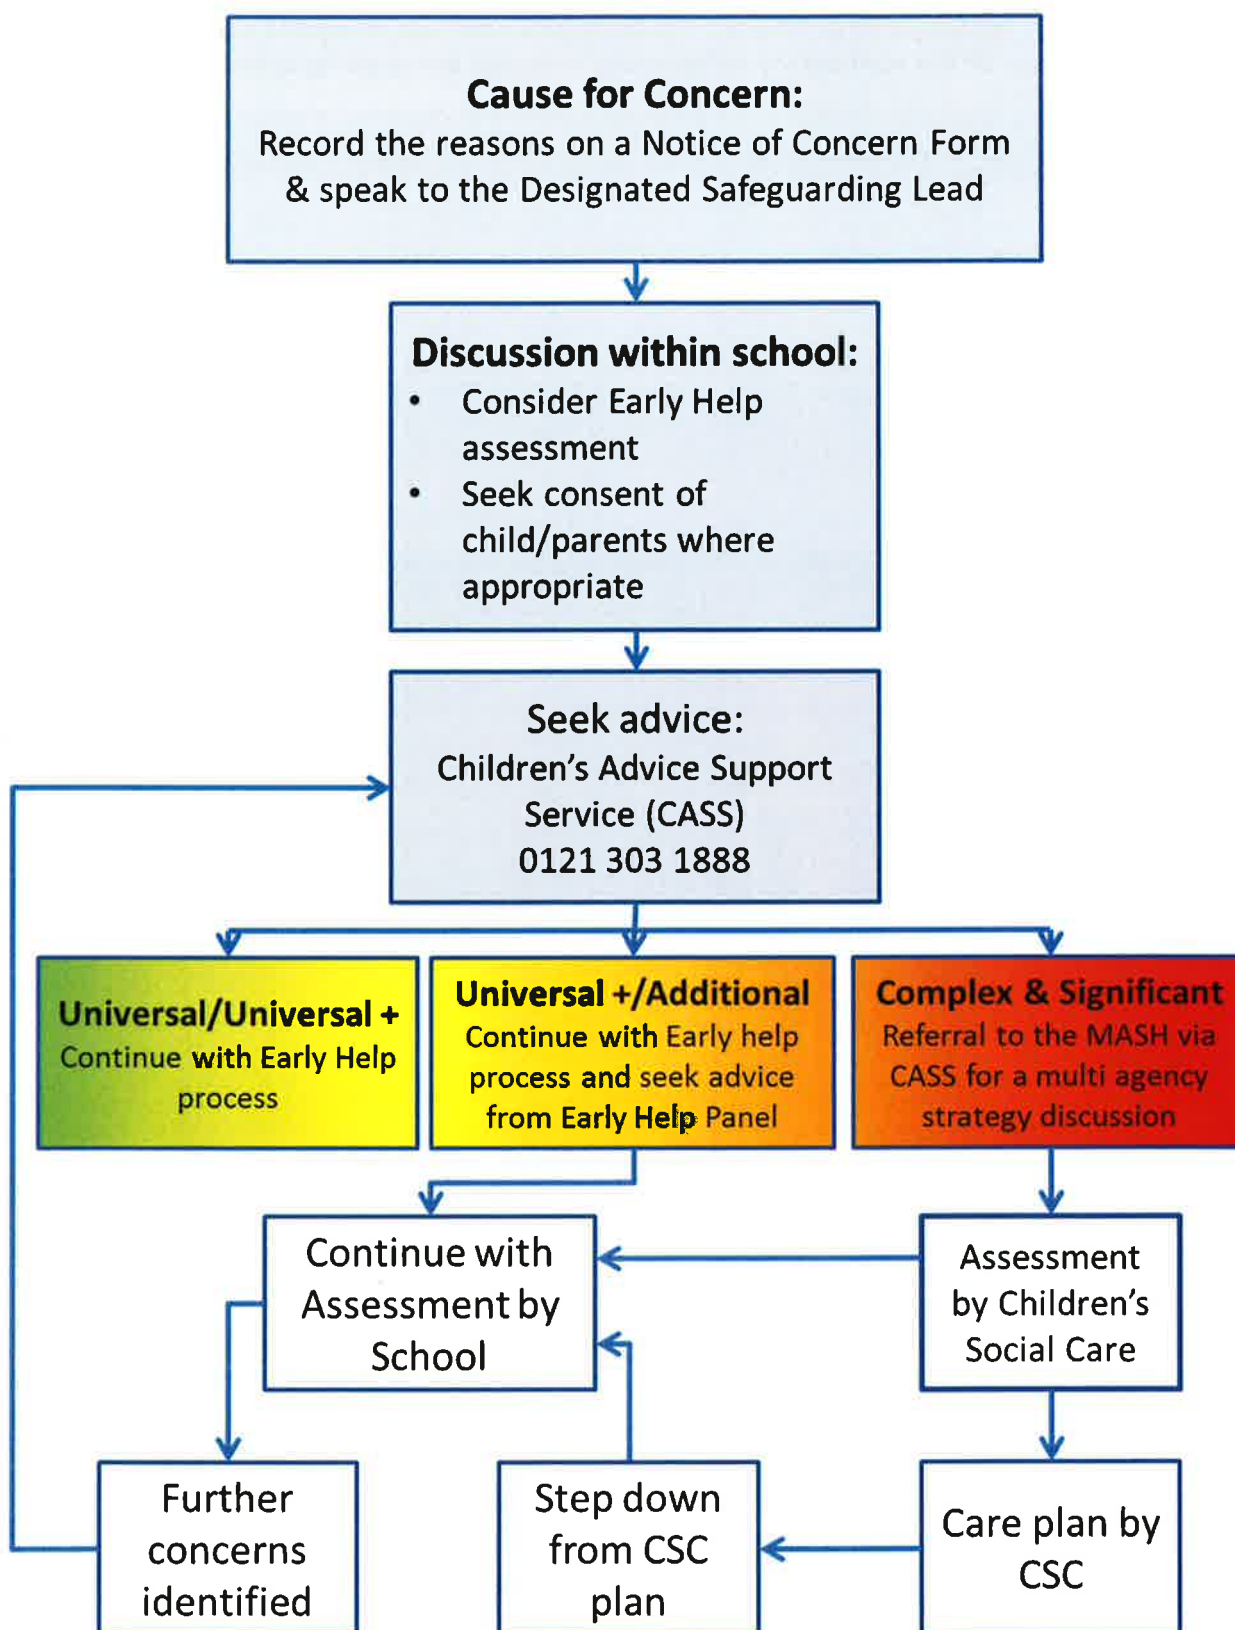 Cause for Concern:
Record the reasons on a Notice of Concern Form
& speak to the Designated Safeguarding Lead
Discussion within school:
• Consider Early Help
assessment
• Seek consent of
child/parents where
appropriate
Seek advice:
Children's Advice Support
Service (CASS)
0121 303 1888
Universal/Universal +
Continue with Early Help
process
Universal +/Additional
Continue with Early help
process and seek advice
from Early Help Panel
Complex & Significant
Referral to the MASH via
CASS for a multi agency
strategy discussion
Continue with
Assessment by
School
Assessment
by Children's
Social Care
Further
concerns
identified
Step down
from CSC
plan
Care plan by
CSC